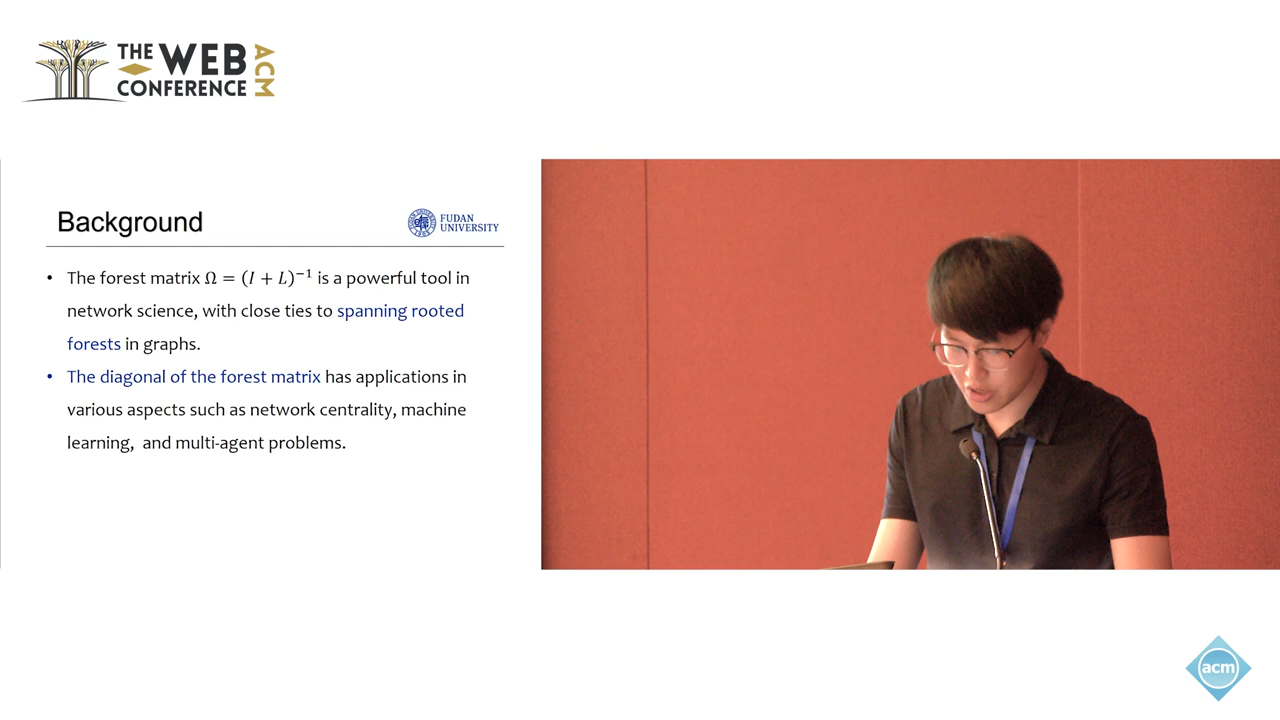 THE WEB
CONFERENCE
ACM
Background
FUDAN
UNIVERSITY
• The forest matrix Ω = (I + L)⁻¹ is a powerful tool in
network science, with close ties to spanning rooted
forests in graphs.
• The diagonal of the forest matrix has applications in
various aspects such as network centrality, machine
learning, and multi-agent problems.
acm